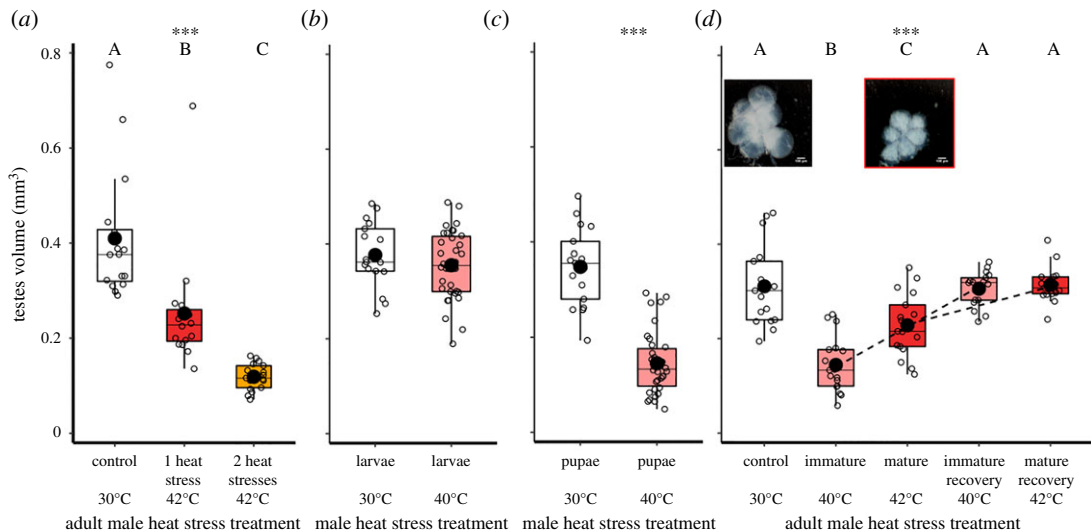 (a)
***
A B C
testes volume (mm³)
0.8
0.6
0.4
0.2
0
control 1 heat stress 2 heat stresses
30°C 42°C 42°C
adult male heat stress treatment
(b)
larvae larvae
30°C 40°C
male heat stress treatment
(c)
***
pupae pupae
30°C 40°C
male heat stress treatment
(d)
***
A B C A A
control immature mature immature recovery mature recovery
30°C 40°C 42°C 40°C 42°C
adult male heat stress treatment